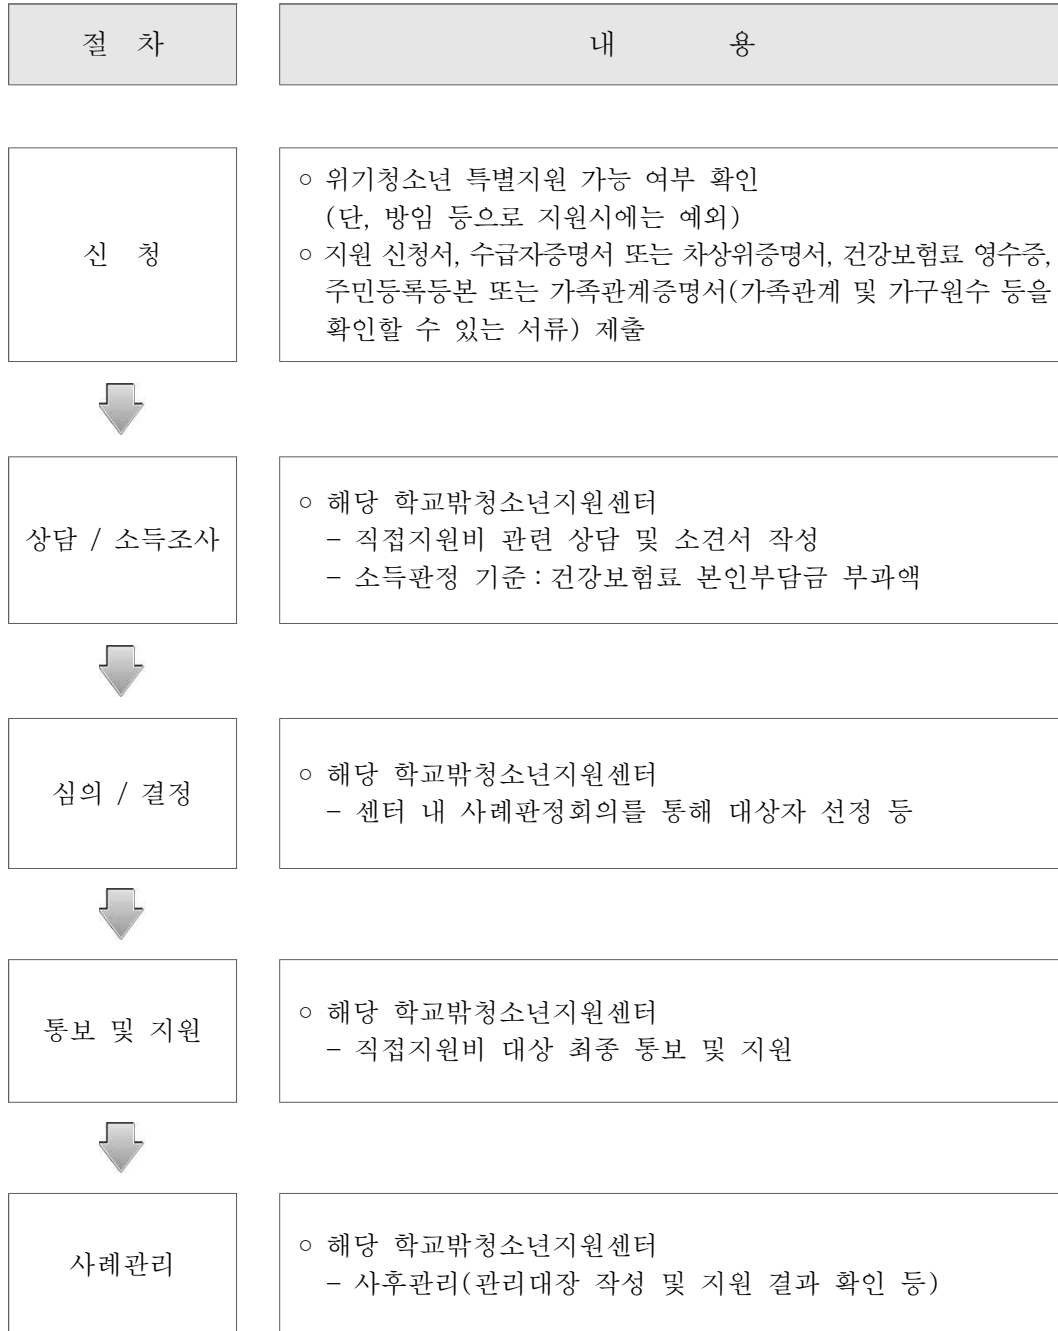 절 차
내 용
신 청
○ 위기청소년 특별지원 가능 여부 확인
(단, 방임 등으로 지원시에는 예외)
○ 지원 신청서, 수급자증명서 또는 차상위증명서, 건강보험료 영수증,
주민등록등본 또는 가족관계증명서(가족관계 및 가구원수 등을
확인할 수 있는 서류) 제출
상담 / 소득조사
○ 해당 학교밖청소년지원센터
- 직접지원비 관련 상담 및 소견서 작성
- 소득판정 기준 : 건강보험료 본인부담금 부과액
심의 / 결정
○ 해당 학교밖청소년지원센터
- 센터 내 사례판정회의를 통해 대상자 선정 등
통보 및 지원
○ 해당 학교밖청소년지원센터
- 직접지원비 대상 최종 통보 및 지원
사례관리
○ 해당 학교밖청소년지원센터
- 사후관리(관리대장 작성 및 지원 결과 확인 등)